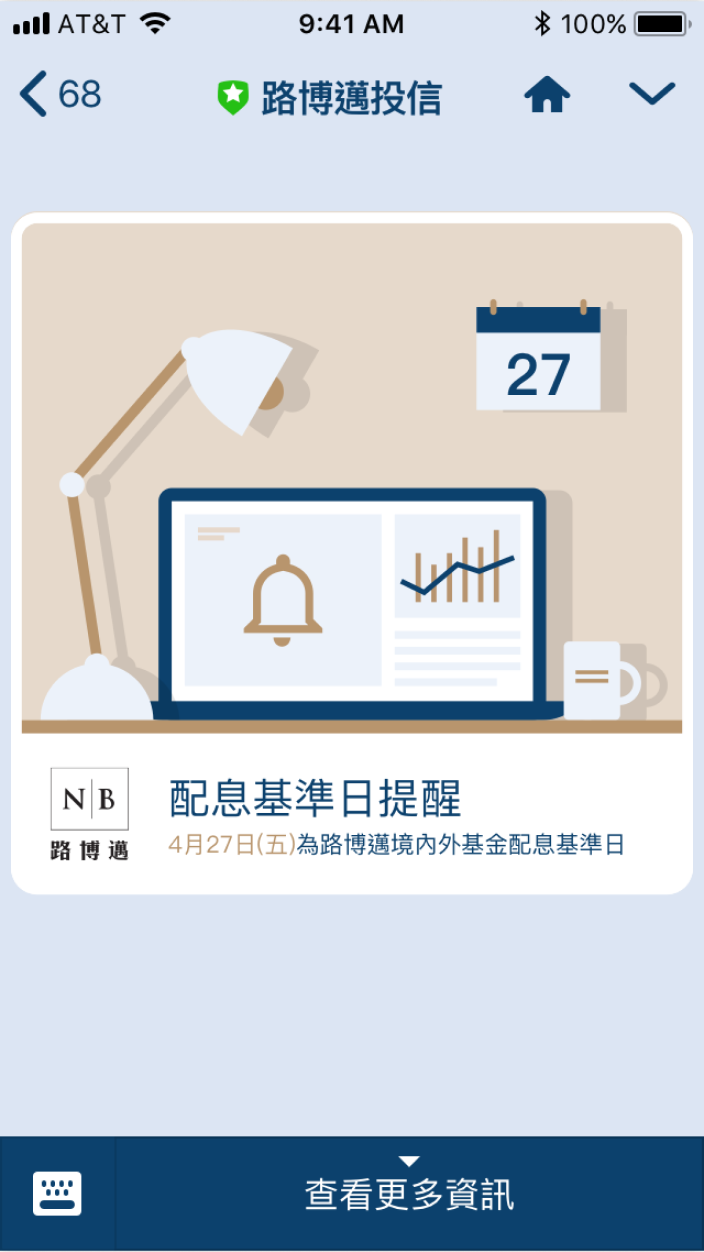 AT&T 9:41 AM 100%
68 路博邁投信
27
N|B
路博邁
配息基準日提醒
4月27日(五)為路博邁境內外基金配息基準日
查看更多資訊